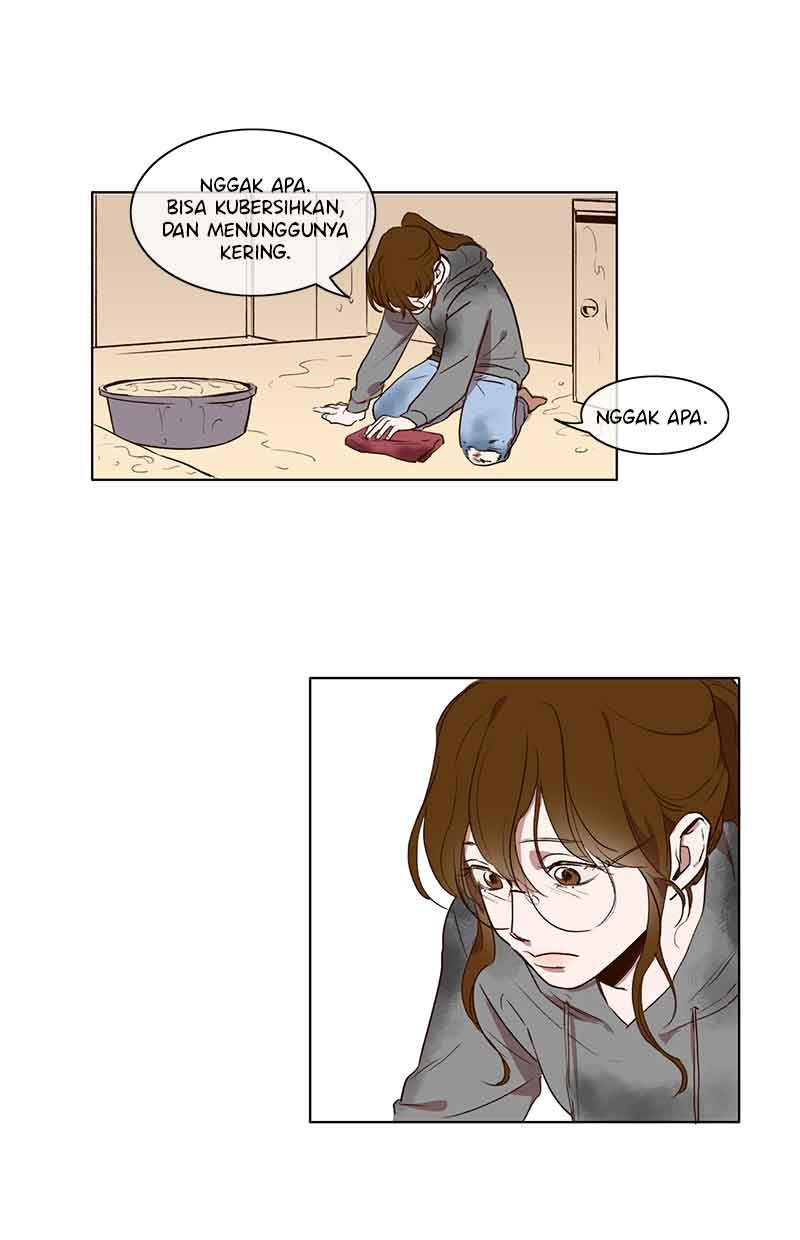 NGGAK APA.
BISA KUBERSIHKAN,
DAN MENUNGGUNYA
KERING.
NGGAK APA.